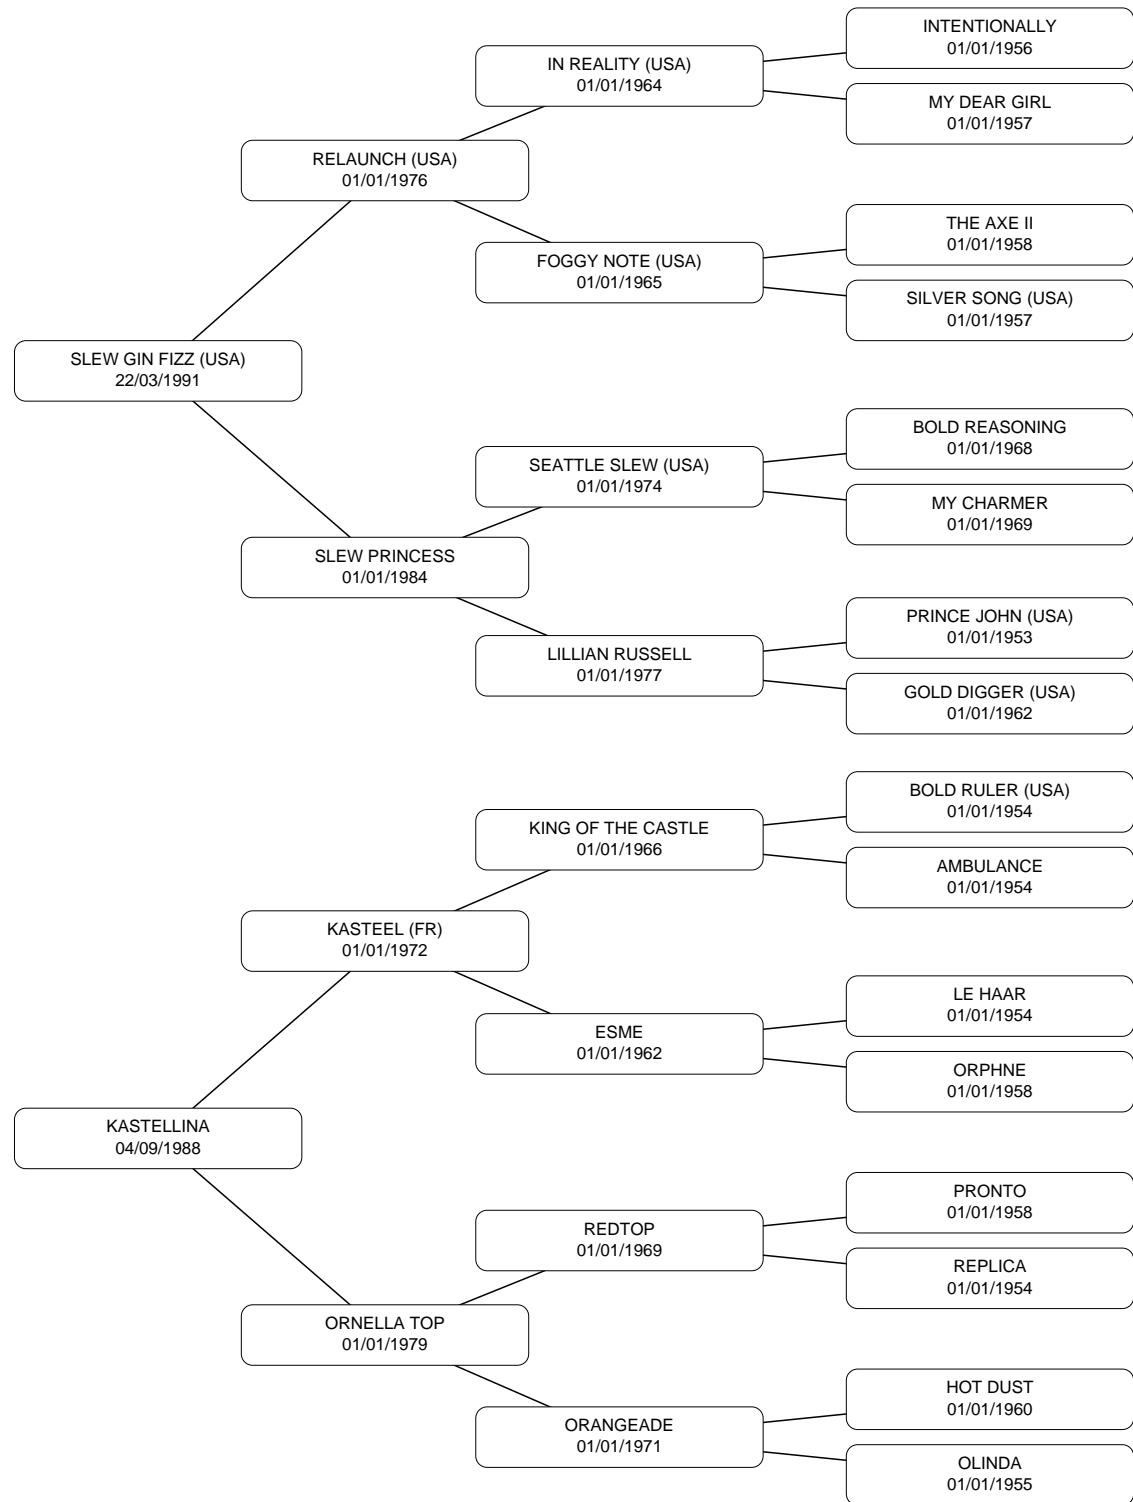 INTENTIONALLY
01/01/1956
IN REALITY (USA)
01/01/1964
MY DEAR GIRL
01/01/1957
RELAUNCH (USA)
01/01/1976
THE AXE II
01/01/1958
FOGGY NOTE (USA)
01/01/1965
SILVER SONG (USA)
01/01/1957
SLEW GIN FIZZ (USA)
22/03/1991
BOLD REASONING
01/01/1968
SEATTLE SLEW (USA)
01/01/1974
MY CHARMER
01/01/1969
SLEW PRINCESS
01/01/1984
PRINCE JOHN (USA)
01/01/1953
LILLIAN RUSSELL
01/01/1977
GOLD DIGGER (USA)
01/01/1962
BOLD RULER (USA)
01/01/1954
KING OF THE CASTLE
01/01/1966
AMBULANCE
01/01/1954
KASTEEL (FR)
01/01/1972
LE HAAR
01/01/1954
ESME
01/01/1962
ORPHNE
01/01/1958
KASTELLINA
04/09/1988
PRONTO
01/01/1958
REDTOP
01/01/1969
REPLICA
01/01/1954
ORNELLA TOP
01/01/1979
HOT DUST
01/01/1960
ORANGEADE
01/01/1971
OLINDA
01/01/1955